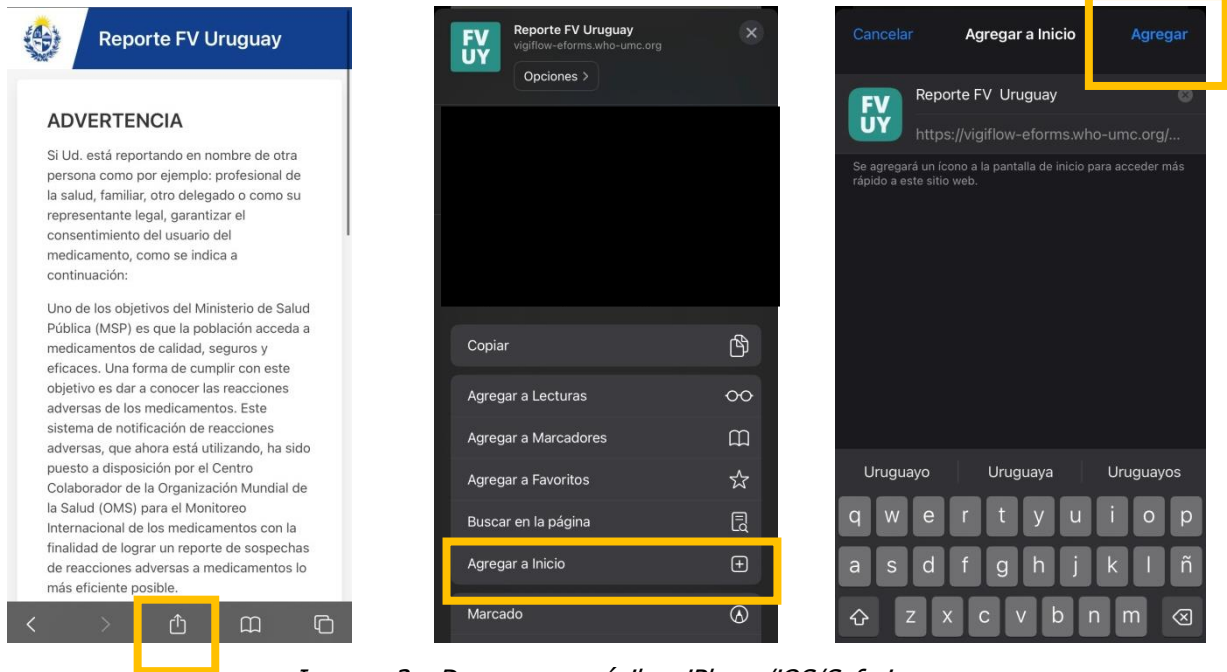 Reporte FV Uruguay
ADVERTENCIA
Si Ud. está reportando en nombre de otra
persona como por ejemplo: profesional de
la salud, familiar, otro delegado o como su
representante legal, garantizar el
consentimiento del usuario del
medicamento, como se indica a
continuación:
Uno de los objetivos del Ministerio de Salud
Pública (MSP) es que la población acceda a
medicamentos de calidad, seguros y
eficaces. Una forma de cumplir con este
objetivo es dar a conocer las reacciones
adversas de los medicamentos. Este
sistema de notificación de reacciones
adversas, que ahora está utilizando, ha sido
puesto a disposición por el Centro
Colaborador de la Organización Mundial de
la Salud (OMS) para el Monitoreo
Internacional de los medicamentos con la
finalidad de lograr un reporte de sospechas
de reacciones adversas a medicamentos lo
más eficiente posible.
FV
UY
Reporte FV Uruguay
vigiflow-eforms.who-umc.org
Opciones >
Copiar
Agregar a Lecturas
Agregar a Marcadores
Agregar a Favoritos
Buscar en la página
Agregar a Inicio
Marcado
Cancelar Agregar a Inicio Agregar
FV
UY
Reporte FV Uruguay
https://vigiflow-eforms.who-umc.org/...
Se agregará un ícono a la pantalla de inicio para acceder más
rápido a este sitio web.
Uruguayo Uruguaya Uruguayos
q w e r t y u i o p
a s d f g h j k l ñ
z x c v b n m